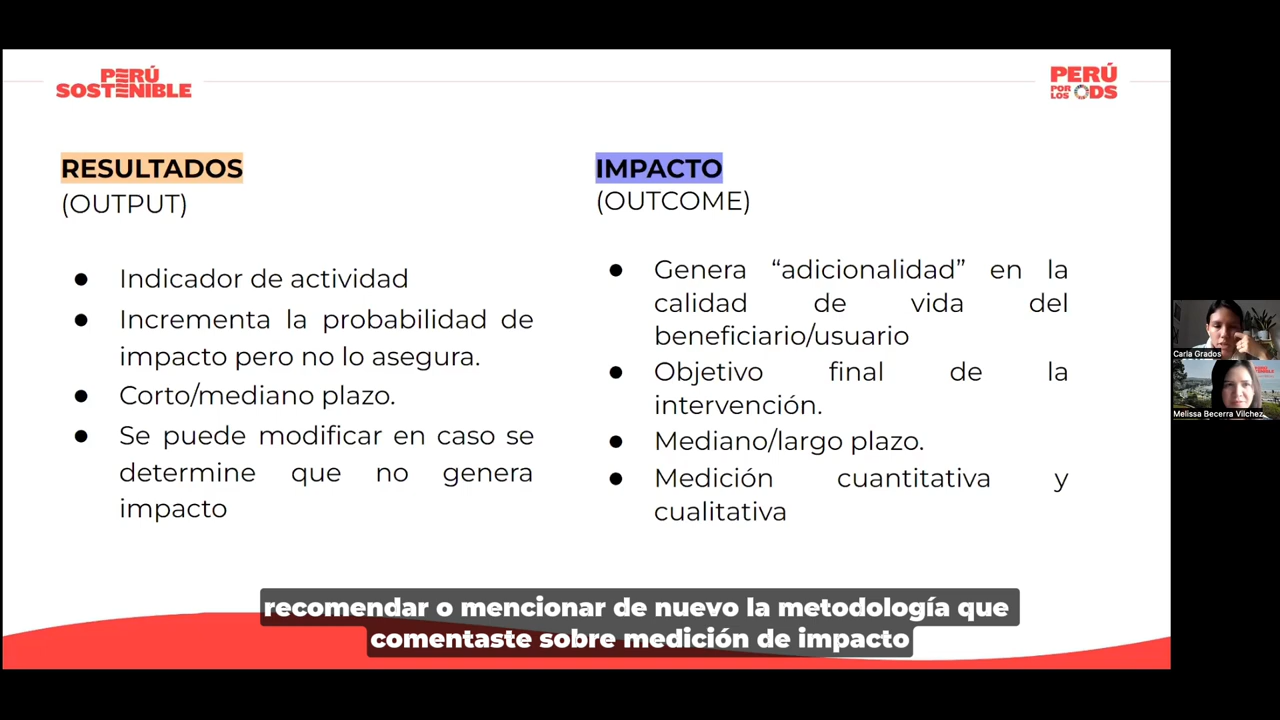 PERÚ
SOSTENIBLE
PERÚ
POR
LOS ODS
RESULTADOS
(OUTPUT)
● Indicador de actividad
● Incrementa la probabilidad de
impacto pero no lo asegura.
● Corto/mediano plazo.
● Se puede modificar en caso se
determine que no genera
impacto
IMPACTO
(OUTCOME)
● Genera “adicionalidad” en la
calidad de vida del
beneficiario/usuario
● Objetivo final de la
intervención.
● Mediano/largo plazo.
● Medición cuantitativa y
cualitativa
Carla Grados
Melissa Becerra Vilchez
recomendar o mencionar de nuevo la metodología que
comentaste sobre medición de impacto